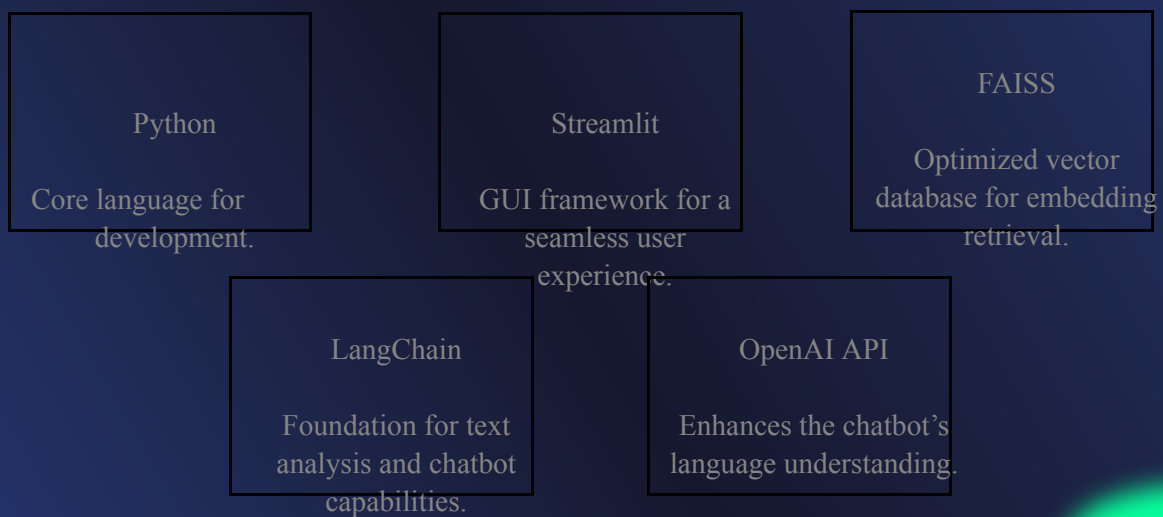 Python
Core language for
development.
Streamlit
GUI framework for a
seamless user
experience.
FAISS
Optimized vector
database for embedding
retrieval.
LangChain
Foundation for text
analysis and chatbot
capabilities.
OpenAI API
Enhances the chatbot’s
language understanding.